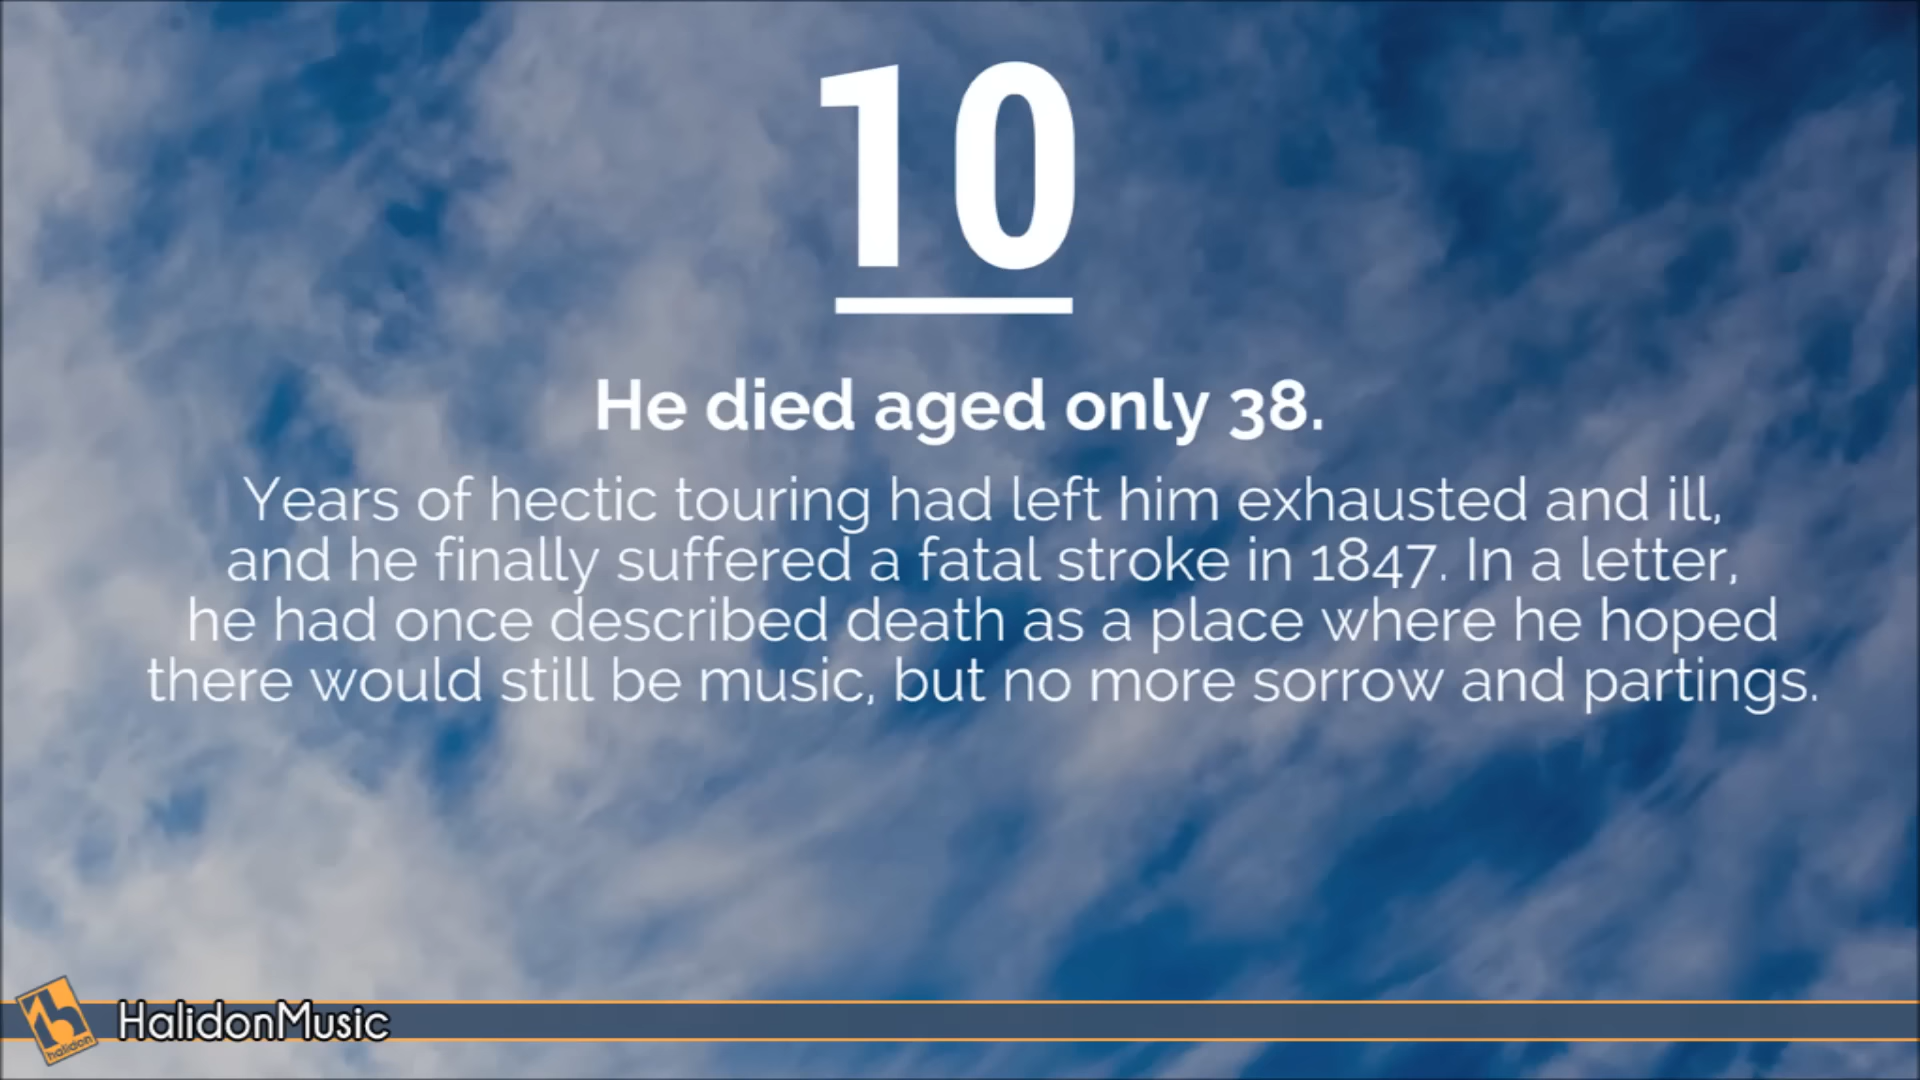 10
He died aged only 38.
Years of hectic touring had left him exhausted and ill,
and he finally suffered a fatal stroke in 1847. In a letter,
he had once described death as a place where he hoped
there would still be music, but no more sorrow and partings.
halidon
HalidonMusic